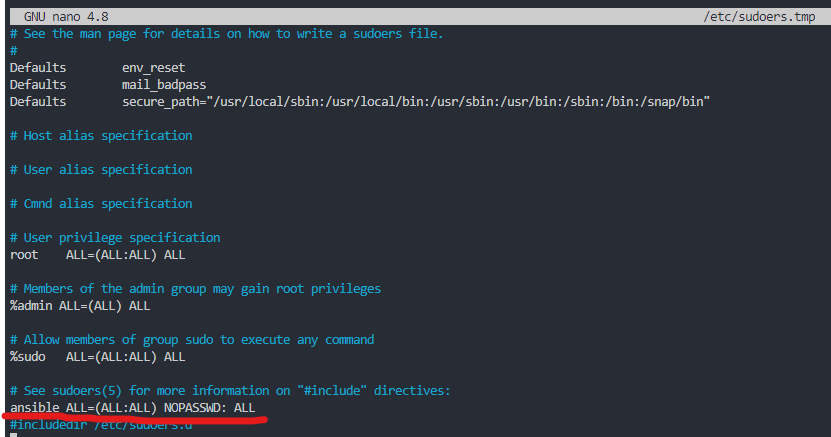 GNU nano 4.8 /etc/sudoers.tmp
# See the man page for details on how to write a sudoers file.
#
Defaults env_reset
Defaults mail_badpass
Defaults secure_path="/usr/local/sbin:/usr/local/bin:/usr/sbin:/usr/bin:/sbin:/bin:/snap/bin"
# Host alias specification
# User alias specification
# Cmnd alias specification
# User privilege specification
root ALL=(ALL:ALL) ALL
# Members of the admin group may gain root privileges
%admin ALL=(ALL) ALL
# Allow members of group sudo to execute any command
%sudo ALL=(ALL:ALL) ALL
# See sudoers(5) for more information on "#include" directives:
ansible ALL=(ALL:ALL) NOPASSWD: ALL
#includedir /etc/sudoers.d